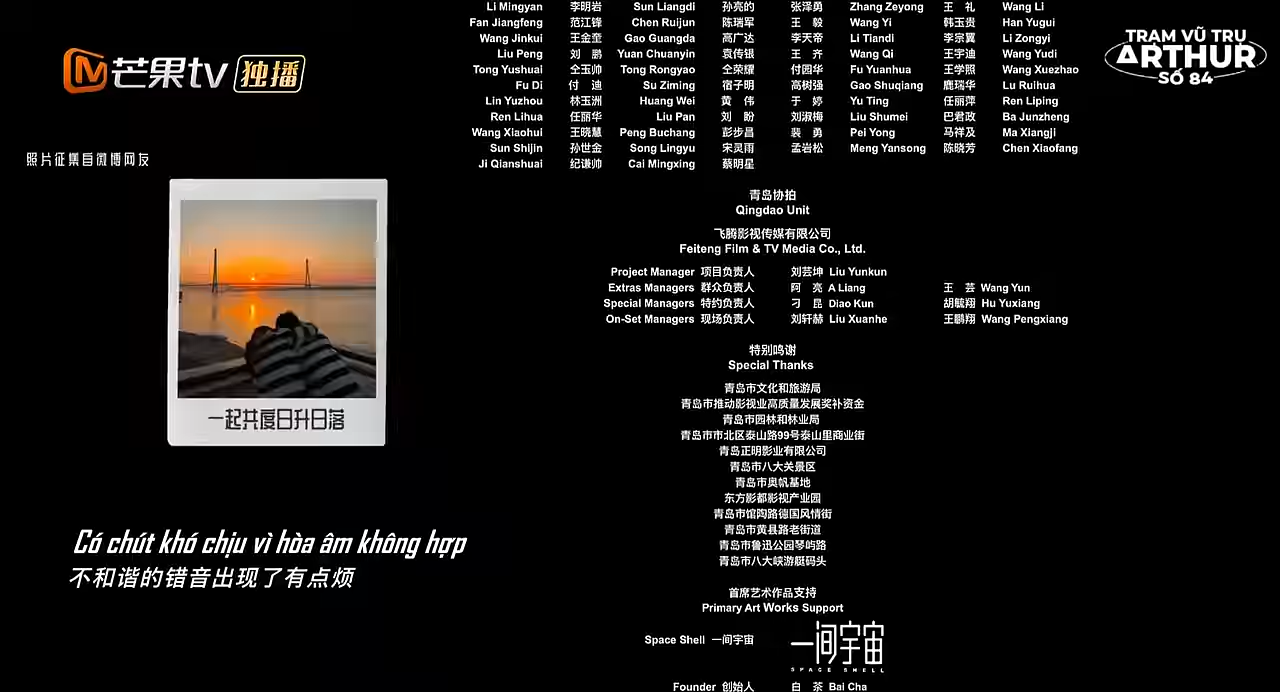 芒果tv 独播
TRẠM VŨ TRỤ
ARTHUR
SỐ 84
照片征集自微博网友
一起共度日升日落
Có chút khó chịu vì hòa âm không hợp
不和谐的错音出现了有点烦
Li Mingyan 李明岩 Sun Liangdi 孙亮的 张泽勇 Zhang Zeyong 王 礼 Wang Li
Fan Jiangfeng 范江锋 Chen Ruijun 陈瑞军 王 毅 Wang Yi 韩玉贵 Han Yugui
Wang Jinkui 王金奎 Gao Guangda 高广达 李天帝 Li Tiandi 李宗翼 Li Zongyi
Liu Peng 刘 鹏 Yuan Chuanyin 袁传银 王 齐 Wang Qi 王宇迪 Wang Yudi
Tong Yushuai 仝玉帅 Tong Rongyao 仝荣耀 付园华 Fu Yuanhua 王学照 Wang Xuezhao
Fu Di 付 迪 Su Ziming 宿子明 高树强 Gao Shuqiang 鹿瑞华 Lu Ruihua
Lin Yuzhou 林玉洲 Huang Wei 黄 伟 于 婷 Yu Ting 任丽萍 Ren Liping
Ren Lihua 任丽华 Liu Pan 刘 盼 刘淑梅 Liu Shumei 巴君政 Ba Junzheng
Wang Xiaohui 王晓慧 Peng Buchang 彭步昌 裴 勇 Pei Yong 马祥及 Ma Xiangji
Sun Shijin 孙世金 Song Lingyu 宋灵雨 孟岩松 Meng Yansong 陈晓芳 Chen Xiaofang
Ji Qianshuai 纪谦帅 Cai Mingxing 蔡明星
青岛协拍
Qingdao Unit
飞腾影视传媒有限公司
Feiteng Film & TV Media Co., Ltd.
Project Manager 项目负责人 刘芸坤 Liu Yunkun
Extras Managers 群众负责人 阿 亮 A Liang 王 芸 Wang Yun
Special Managers 特约负责人 刁 昆 Diao Kun 胡毓翔 Hu Yuxiang
On-Set Managers 现场负责人 刘轩赫 Liu Xuanhe 王鹏翔 Wang Pengxiang
特别鸣谢
Special Thanks
青岛市文化和旅游局
青岛市推动影视业高质量发展奖补资金
青岛市园林和林业局
青岛市市北区泰山路99号泰山里商业街
青岛正明影业有限公司
青岛市八大关景区
青岛市奥帆基地
东方影都影视产业园
青岛市馆陶路德国风情街
青岛市黄县路老街道
青岛市鲁迅公园琴屿路
青岛市八大峡游艇码头
首席艺术作品支持
Primary Art Works Support
Space Shell 一间宇宙 一间宇宙
SPACE SHELL
Founder 创始人 白 茶 Bai Cha